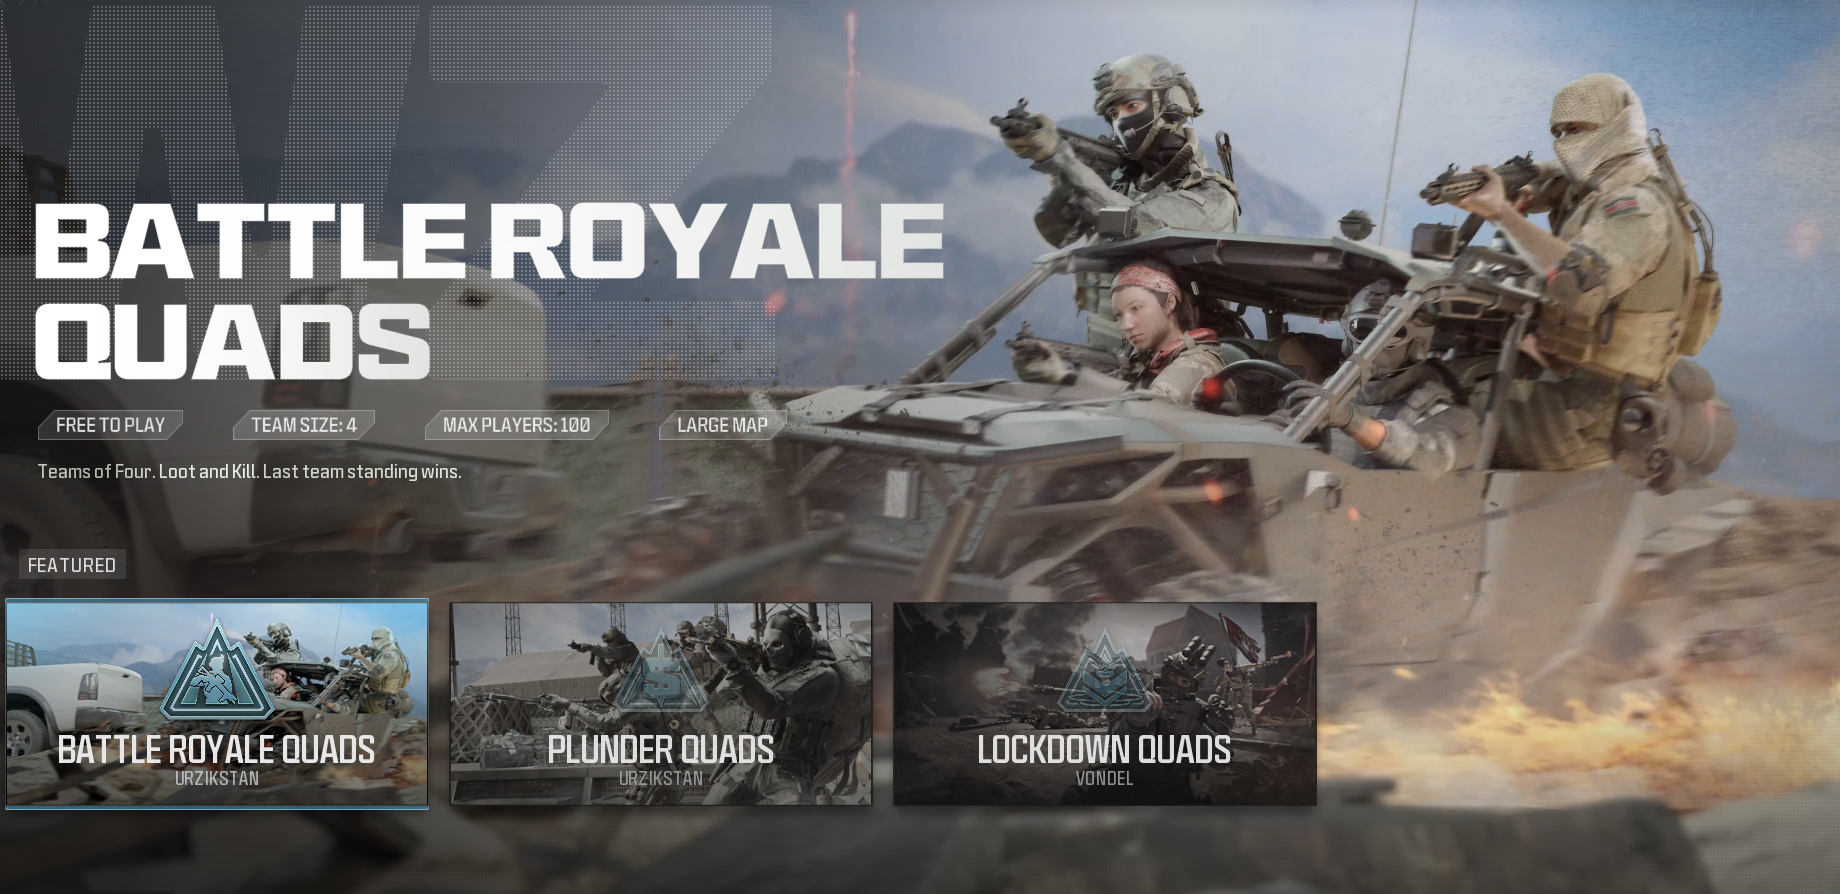 WZ
BATTLE ROYALE
QUADS
FREE TO PLAY
TEAM SIZE: 4
MAX PLAYERS: 100
LARGE MAP
Teams of Four. Loot and Kill. Last team standing wins.
FEATURED
BATTLE ROYALE QUADS
URZIKSTAN
PLUNDER QUADS
URZIKSTAN
LOCKDOWN QUADS
VONDEL